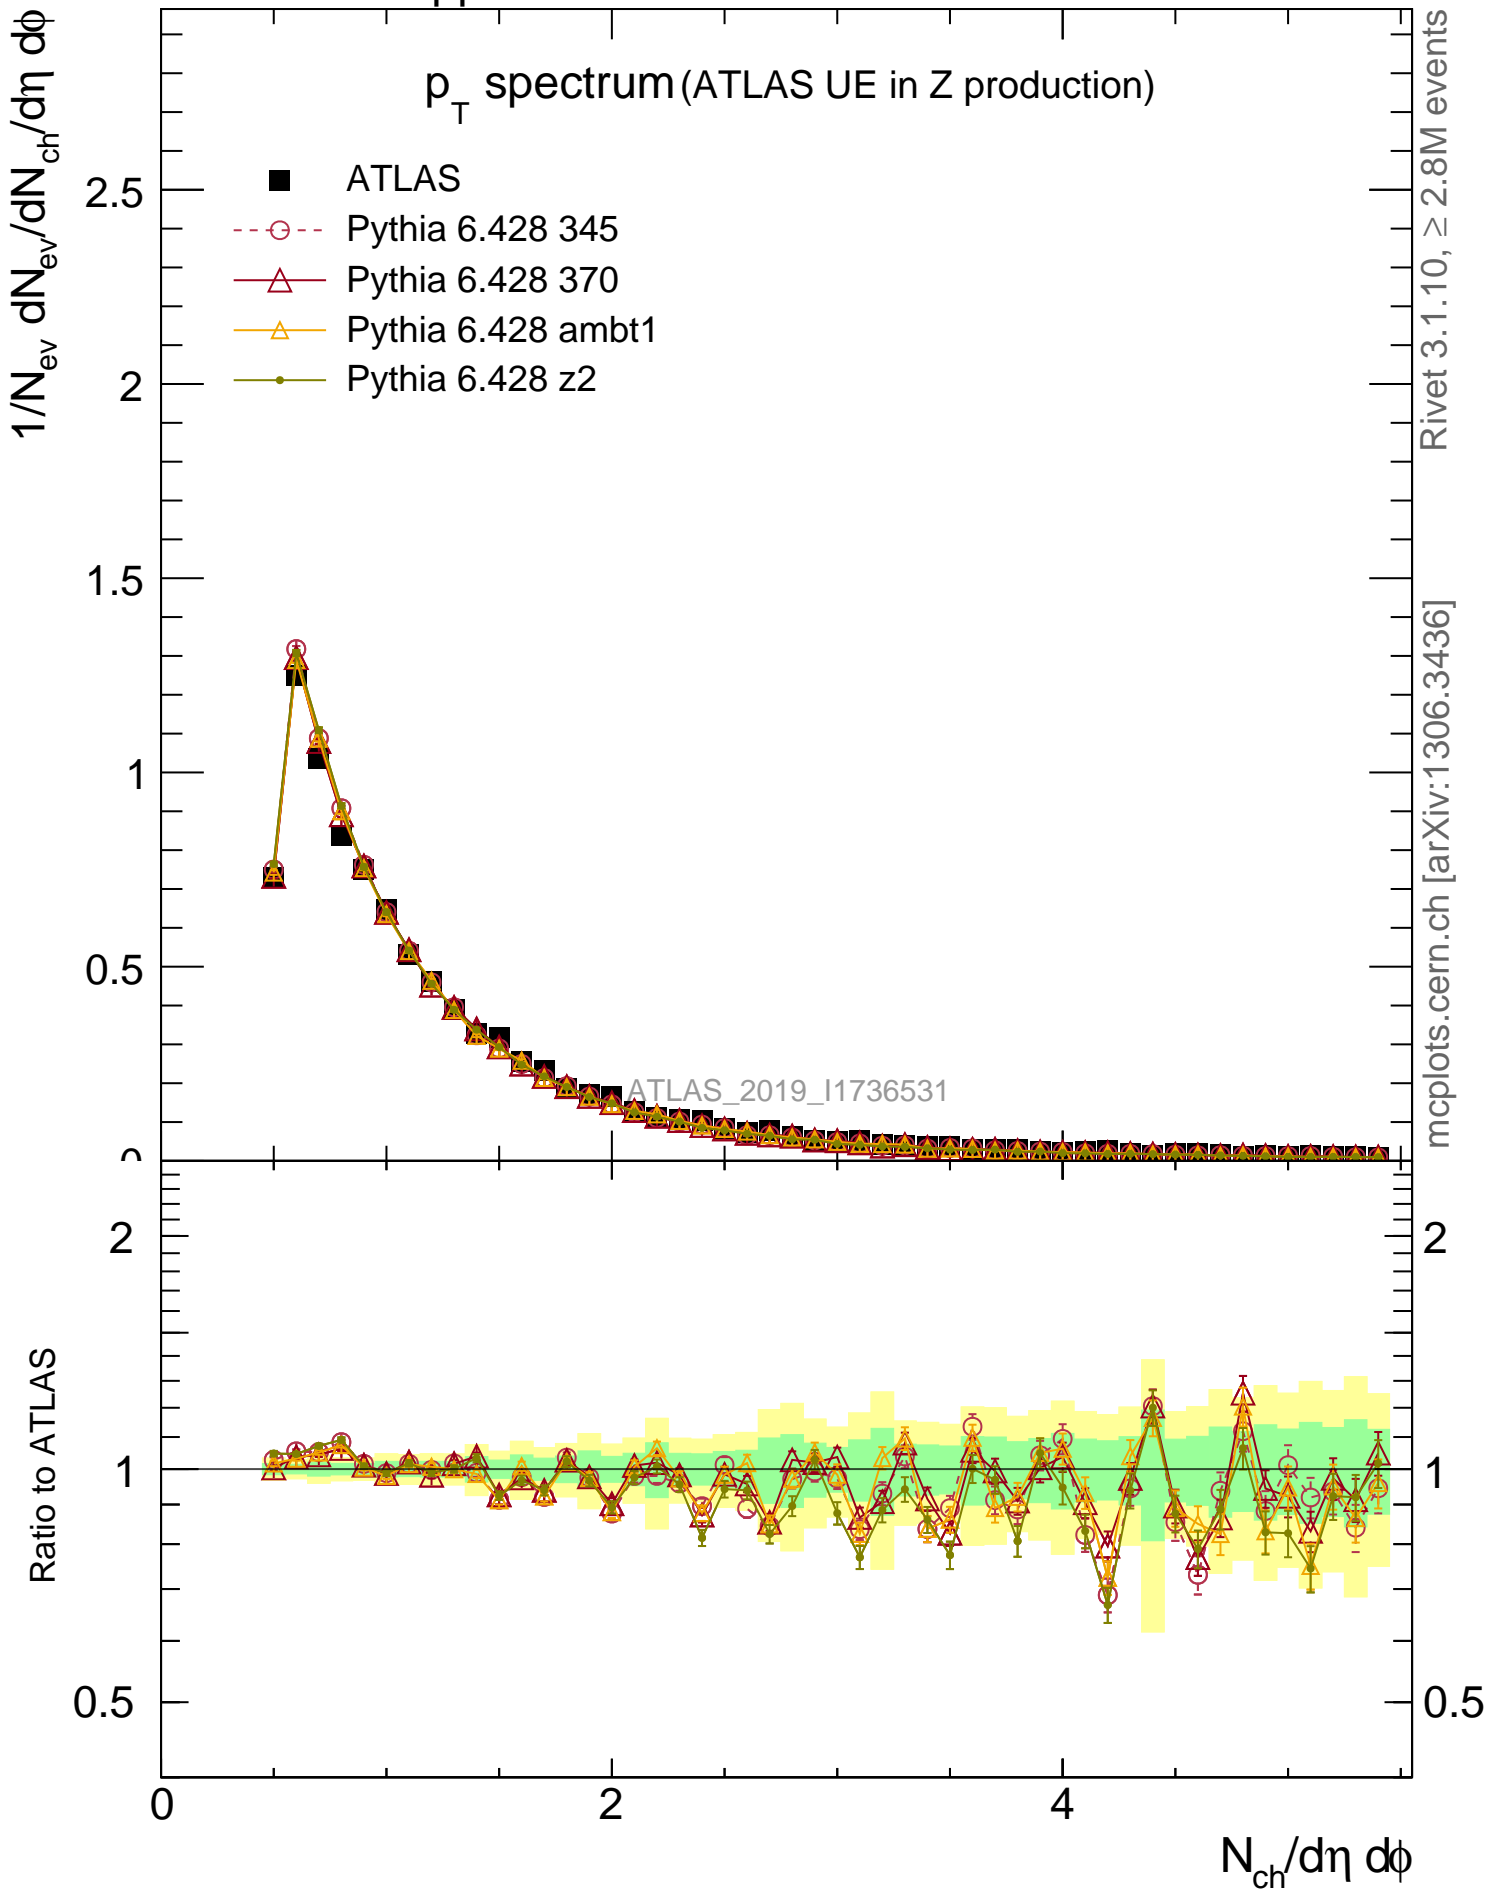 p_T spectrum (ATLAS UE in Z production)
1/N_ev dN_ev/dN_ch/dη dϕ
ATLAS
Pythia 6.428 345
Pythia 6.428 370
Pythia 6.428 ambt1
Pythia 6.428 z2
2.5
2
1.5
1
0.5
0
ATLAS_2019_I1736531
Rivet 3.1.10, ≥ 2.8M events
mcplots.cern.ch [arXiv:1306.3436]
Ratio to ATLAS
2
1
0.5
2
1
0.5
0 2 4
N_ch/dη dϕ